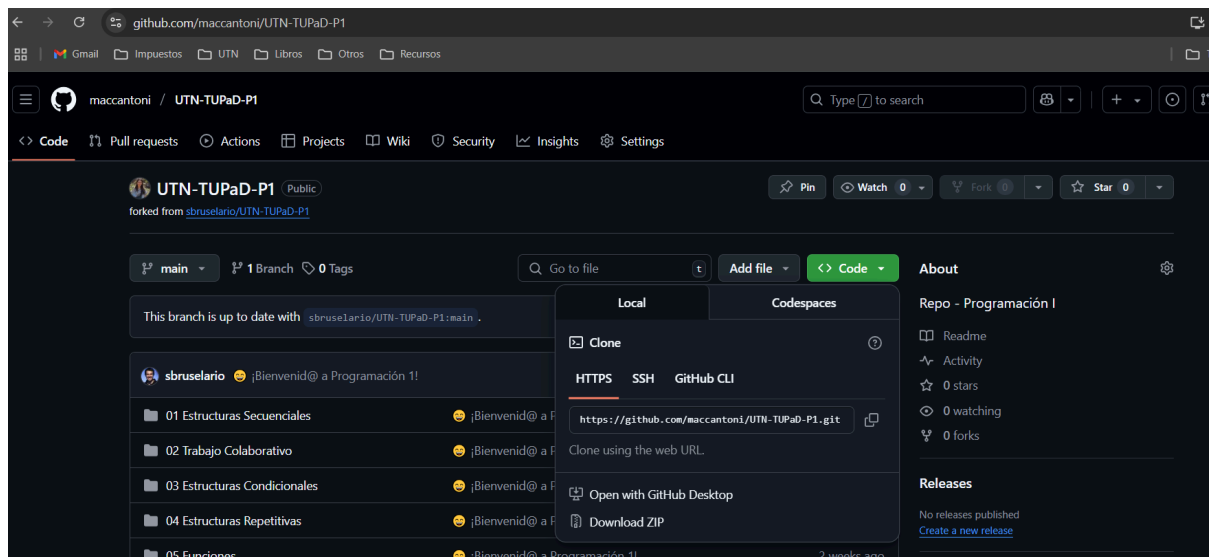 github.com/maccantoni/UTN-TUPaD-P1
Gmail Impuestos UTN Libros Otros Recursos
maccantoni / UTN-TUPaD-P1 Type / to search
Code Pull requests Actions Projects Wiki Security Insights Settings
UTN-TUPaD-P1 Public Pin Watch 0 Fork 0 Star 0
forked from sbruselario/UTN-TUPaD-P1
main 1 Branch 0 Tags Go to file t Add file Code
About
Local Codespaces
This branch is up to date with sbruselario/UTN-TUPaD-P1:main .
Repo - Programación I
Clone
Readme
Activity
sbruselario 😄 ¡Bienvenid@ a Programación 1!
HTTPS SSH GitHub CLI
0 stars
01 Estructuras Secuenciales 😄 ¡Bienvenid@ a
https://github.com/maccantoni/UTN-TUPaD-P1.git
0 watching
0 forks
02 Trabajo Colaborativo 😄 ¡Bienvenid@ a
Clone using the web URL.
03 Estructuras Condicionales 😄 ¡Bienvenid@ a
Open with GitHub Desktop
Releases
04 Estructuras Repetitivas 😄 ¡Bienvenid@ a
Download ZIP
No releases published
Create a new release
05 Funciones 😄 ¡Bienvenid@ a Programación 1! 2 weeks ago